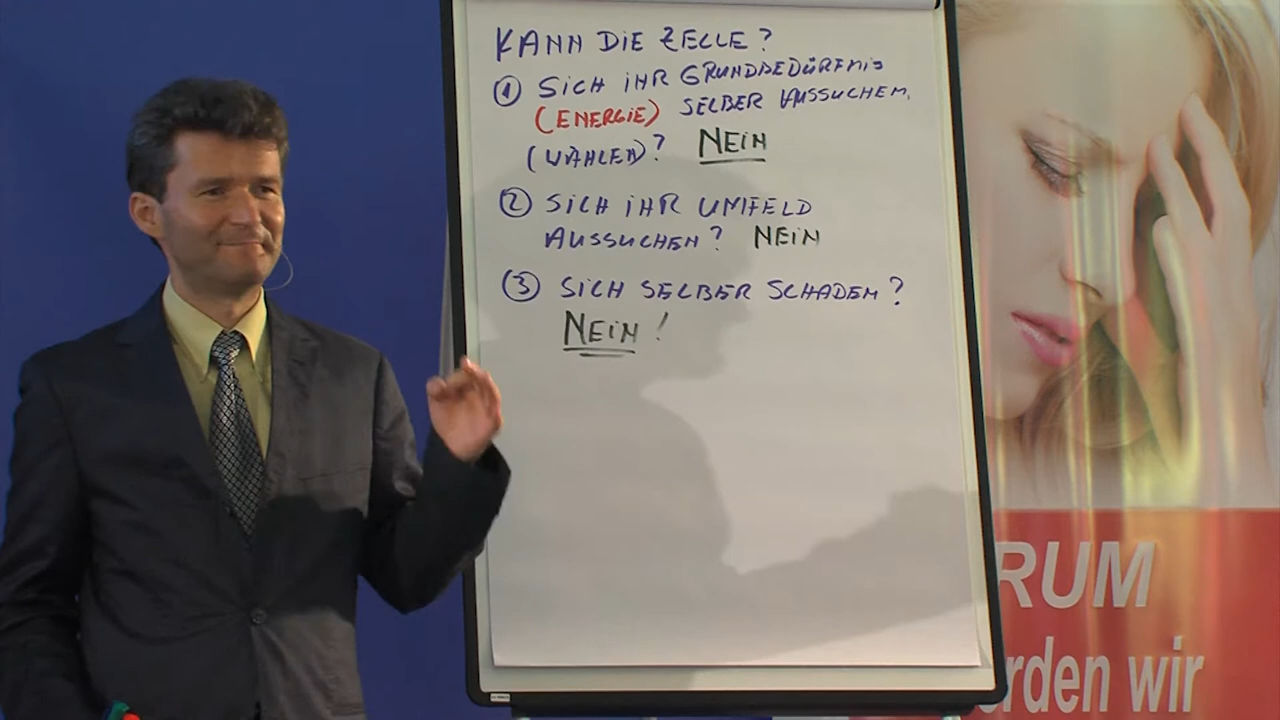 KANN DIE ZELLE?
① SICH IHR GRUNDBEDÜRFNIS
(ENERGIE) SELBER AUSSUCHEN.
(WÄHLEN)? NEIN
② SICH IHR UMFELD
AUSSUCHEN? NEIN
③ SICH SELBER SCHADEN?
NEIN!
RUM
rden wir